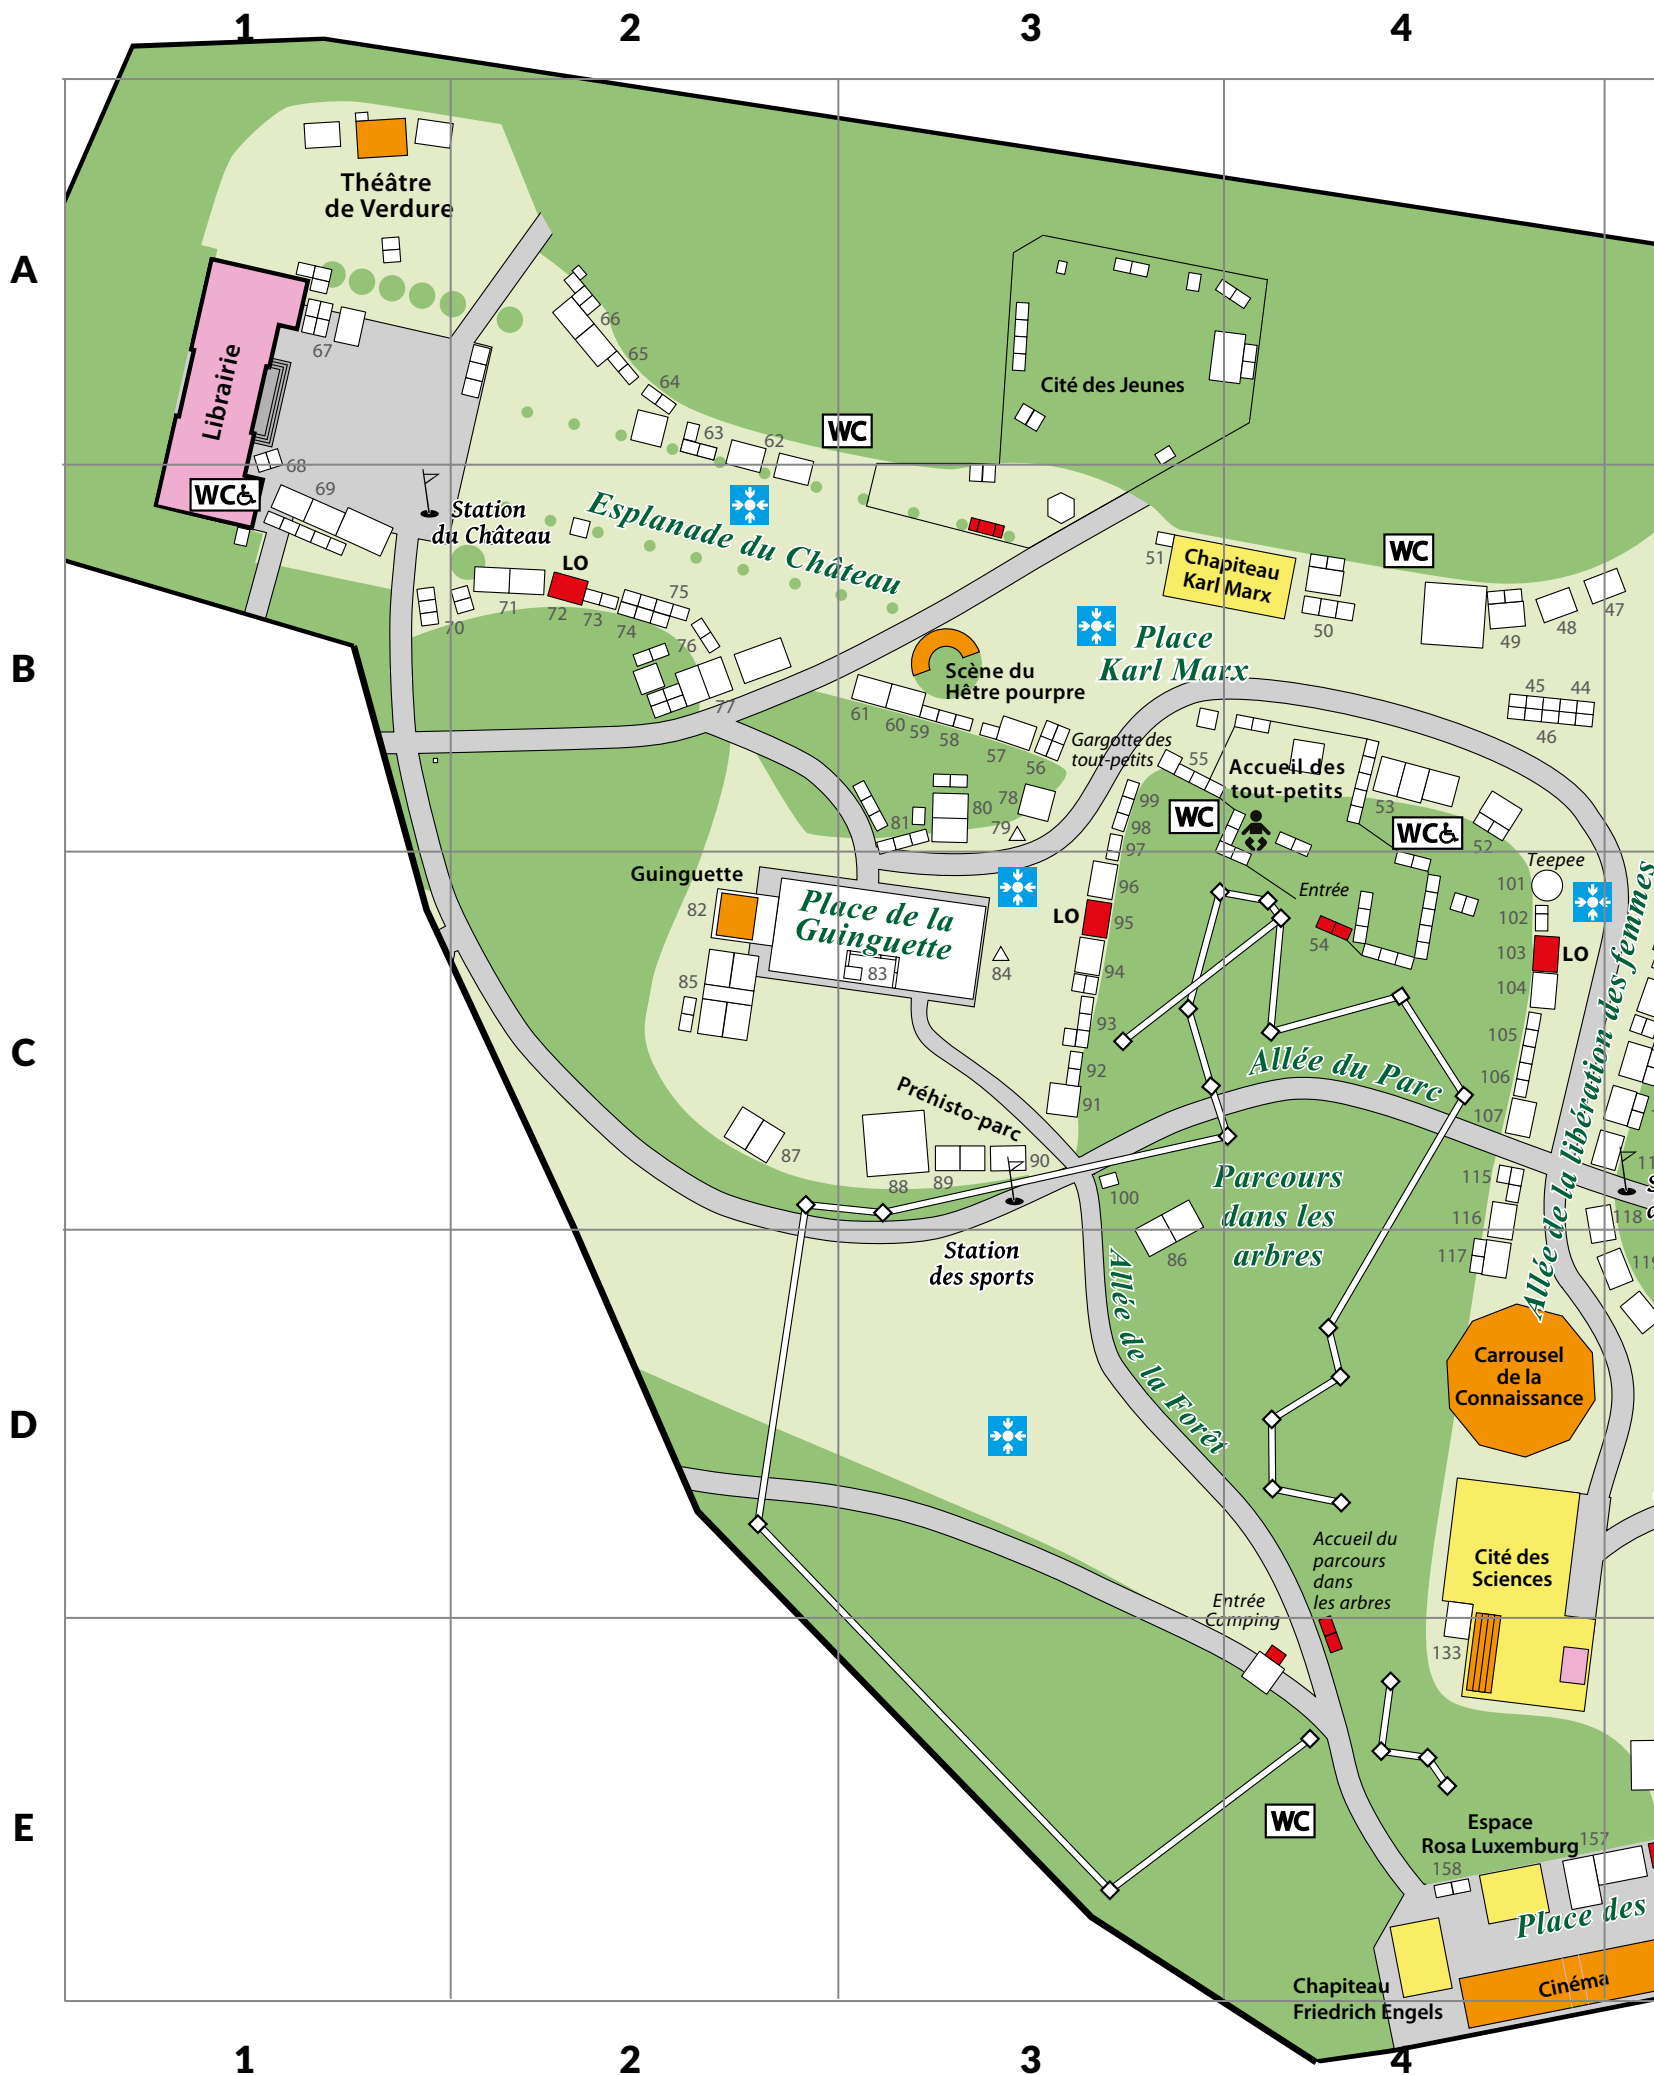 1 2 3 4
A
Théâtre
de Verdure
Librairie
67
66
65
64
63
62
WC
Cité des Jeunes
68
WC
69
Station
du Château
Esplanade du Château
LO
70
71
72
73
74
75
76
77
B
51
Chapiteau
Karl Marx
WC
50
49
48
47
Place
Karl Marx
45
44
46
Scène du
Hêtre pourpre
61
60
59
58
57
56
Gargotte des
tout-petits
55
Accueil des
tout-petits
53
WC
WC
52
99
98
97
78
79
80
81
Guinguette
82
Place de la
Guinguette
83
84
85
LO
96
95
94
93
92
91
Entrée
54
Teepee
101
102
103
LO
104
105
106
107
C
Allée du Parc
Allée de la libération des femmes
Préhisto-parc
87
88
89
90
100
86
Parcours
dans les
arbres
115
116
117
118
Station
des sports
Allée de la Forêt
D
Carrousel
de la
Connaissance
Cité des
Sciences
Accueil du
parcours
dans
les arbres
Entrée
Camping
133
E
WC
Espace
Rosa Luxemburg
157
158
Place des
Chapiteau
Friedrich Engels
Cinéma
1 2 3 4